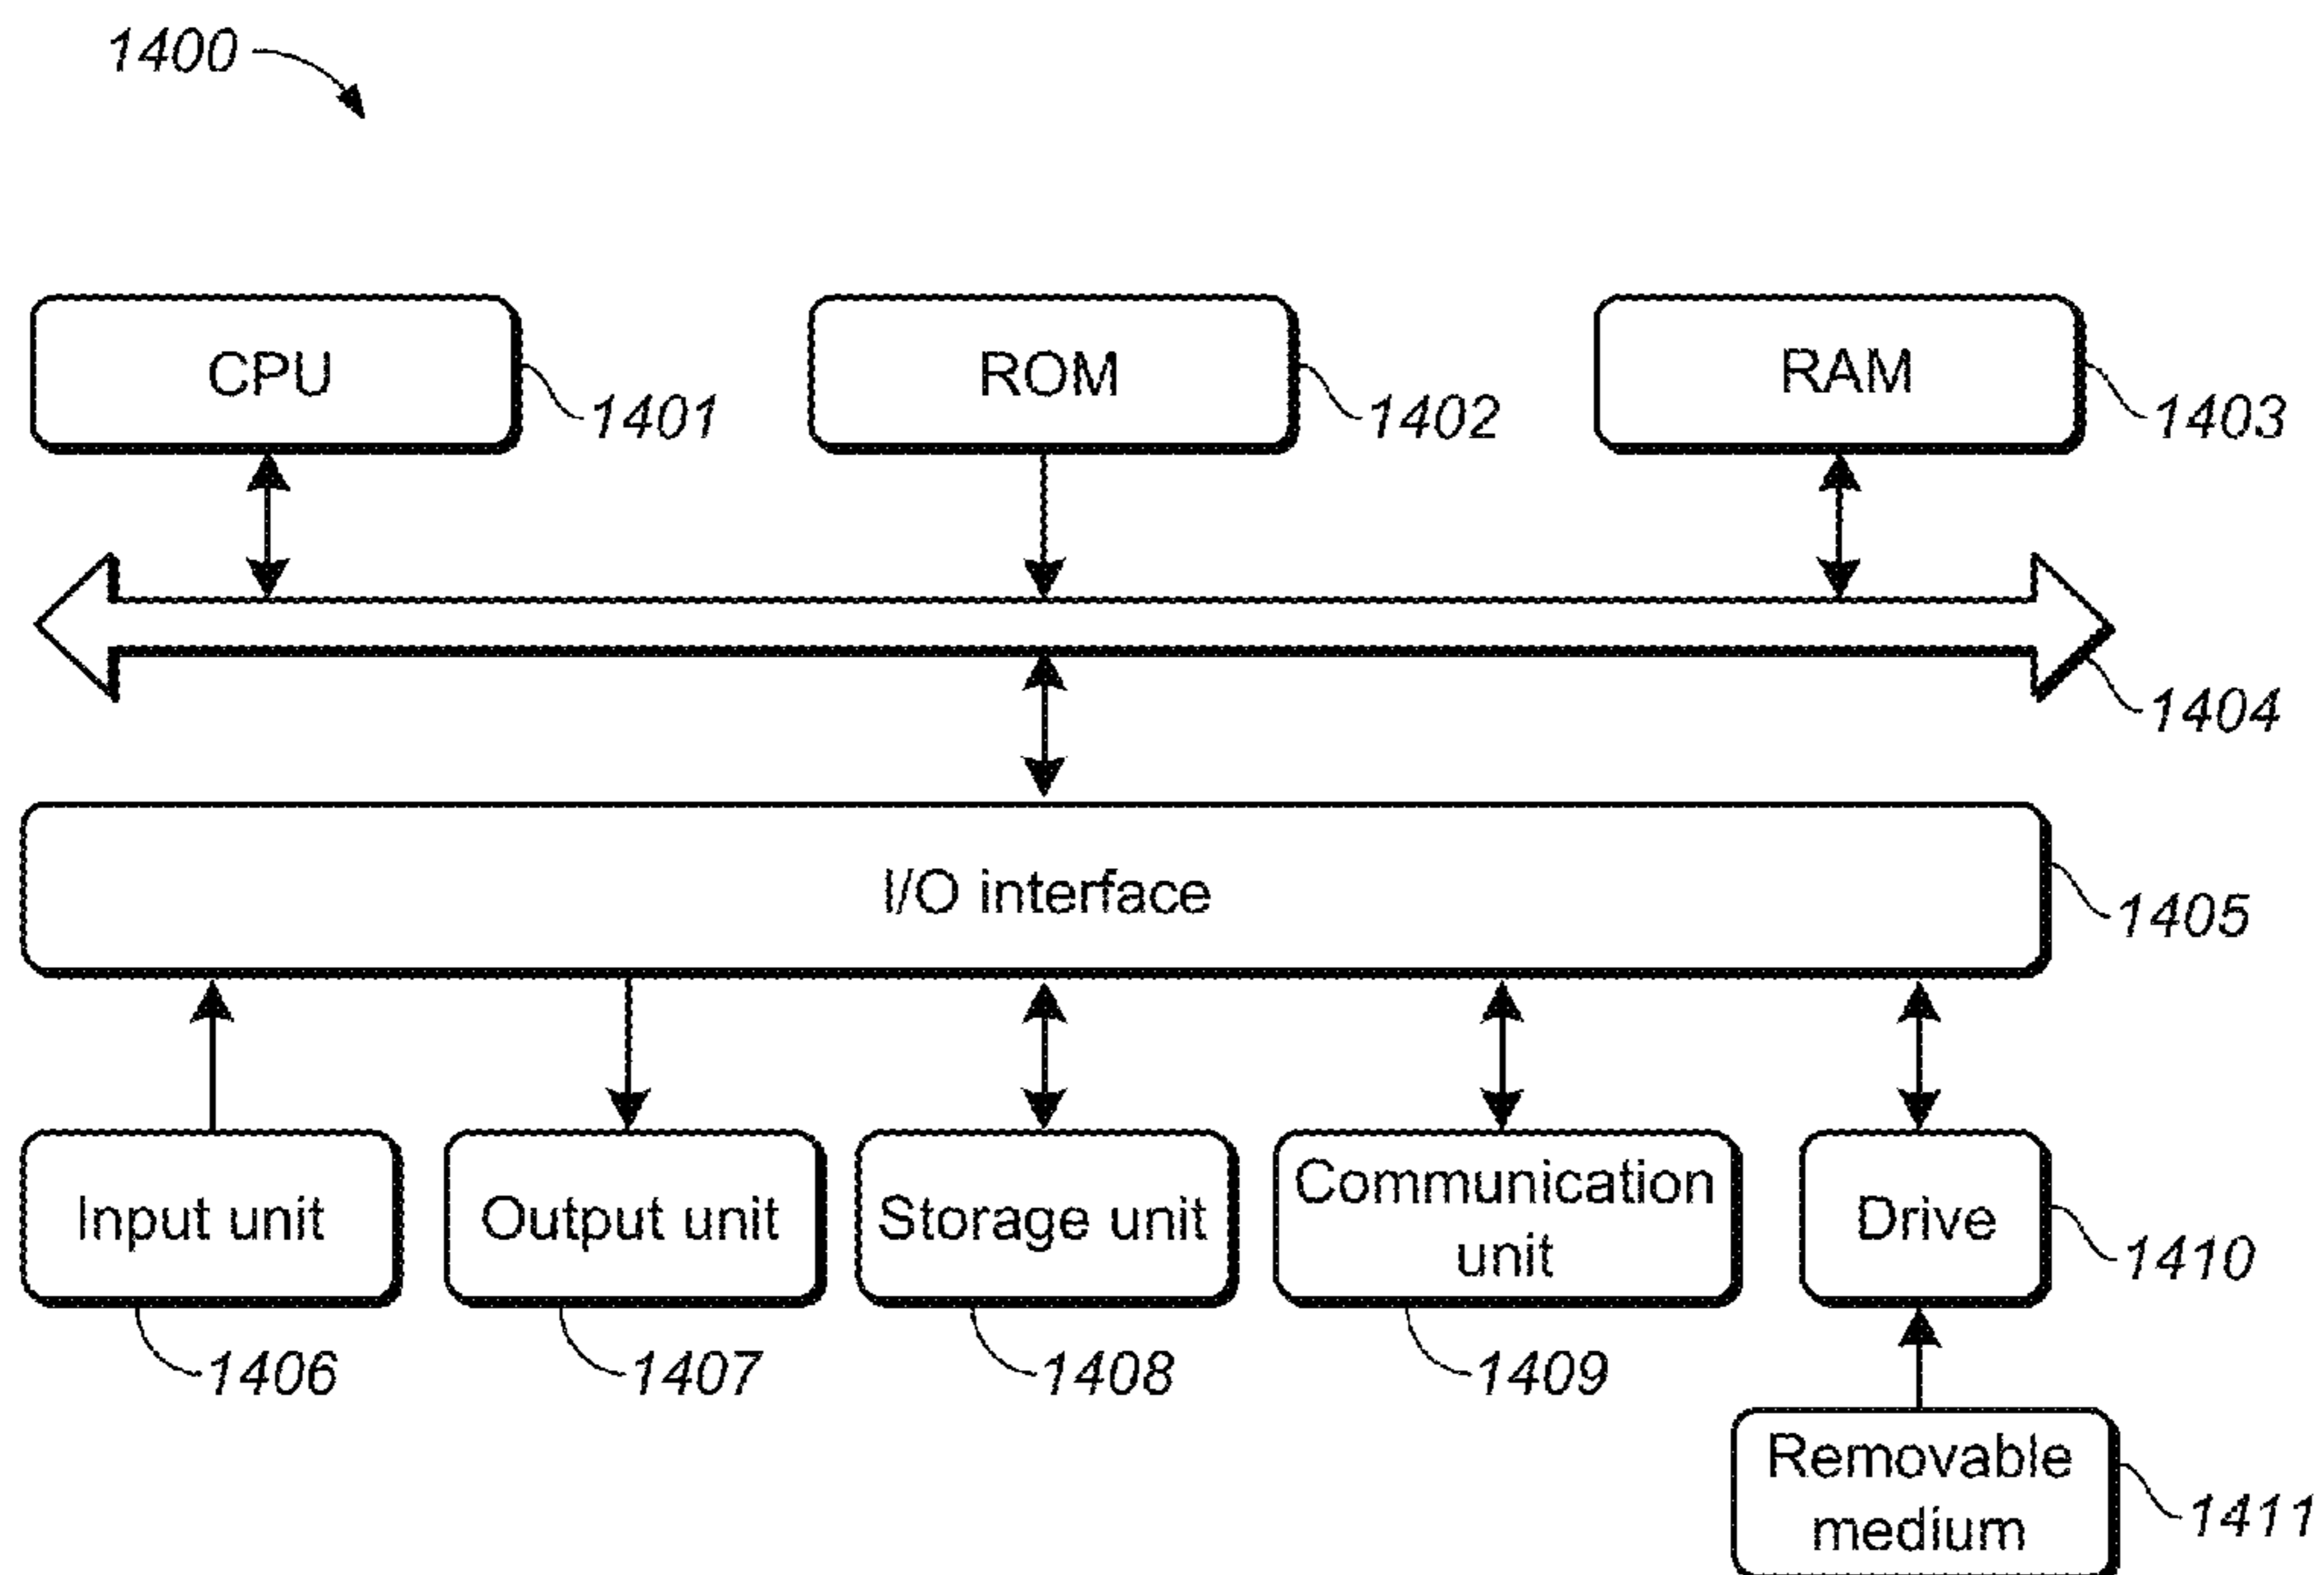 1400
CPU
1401
ROM
1402
RAM
1403
1404
I/O interface
1405
Input unit
1406
Output unit
1407
Storage unit
1408
Communication
unit
1409
Drive
1410
Removable
medium
1411